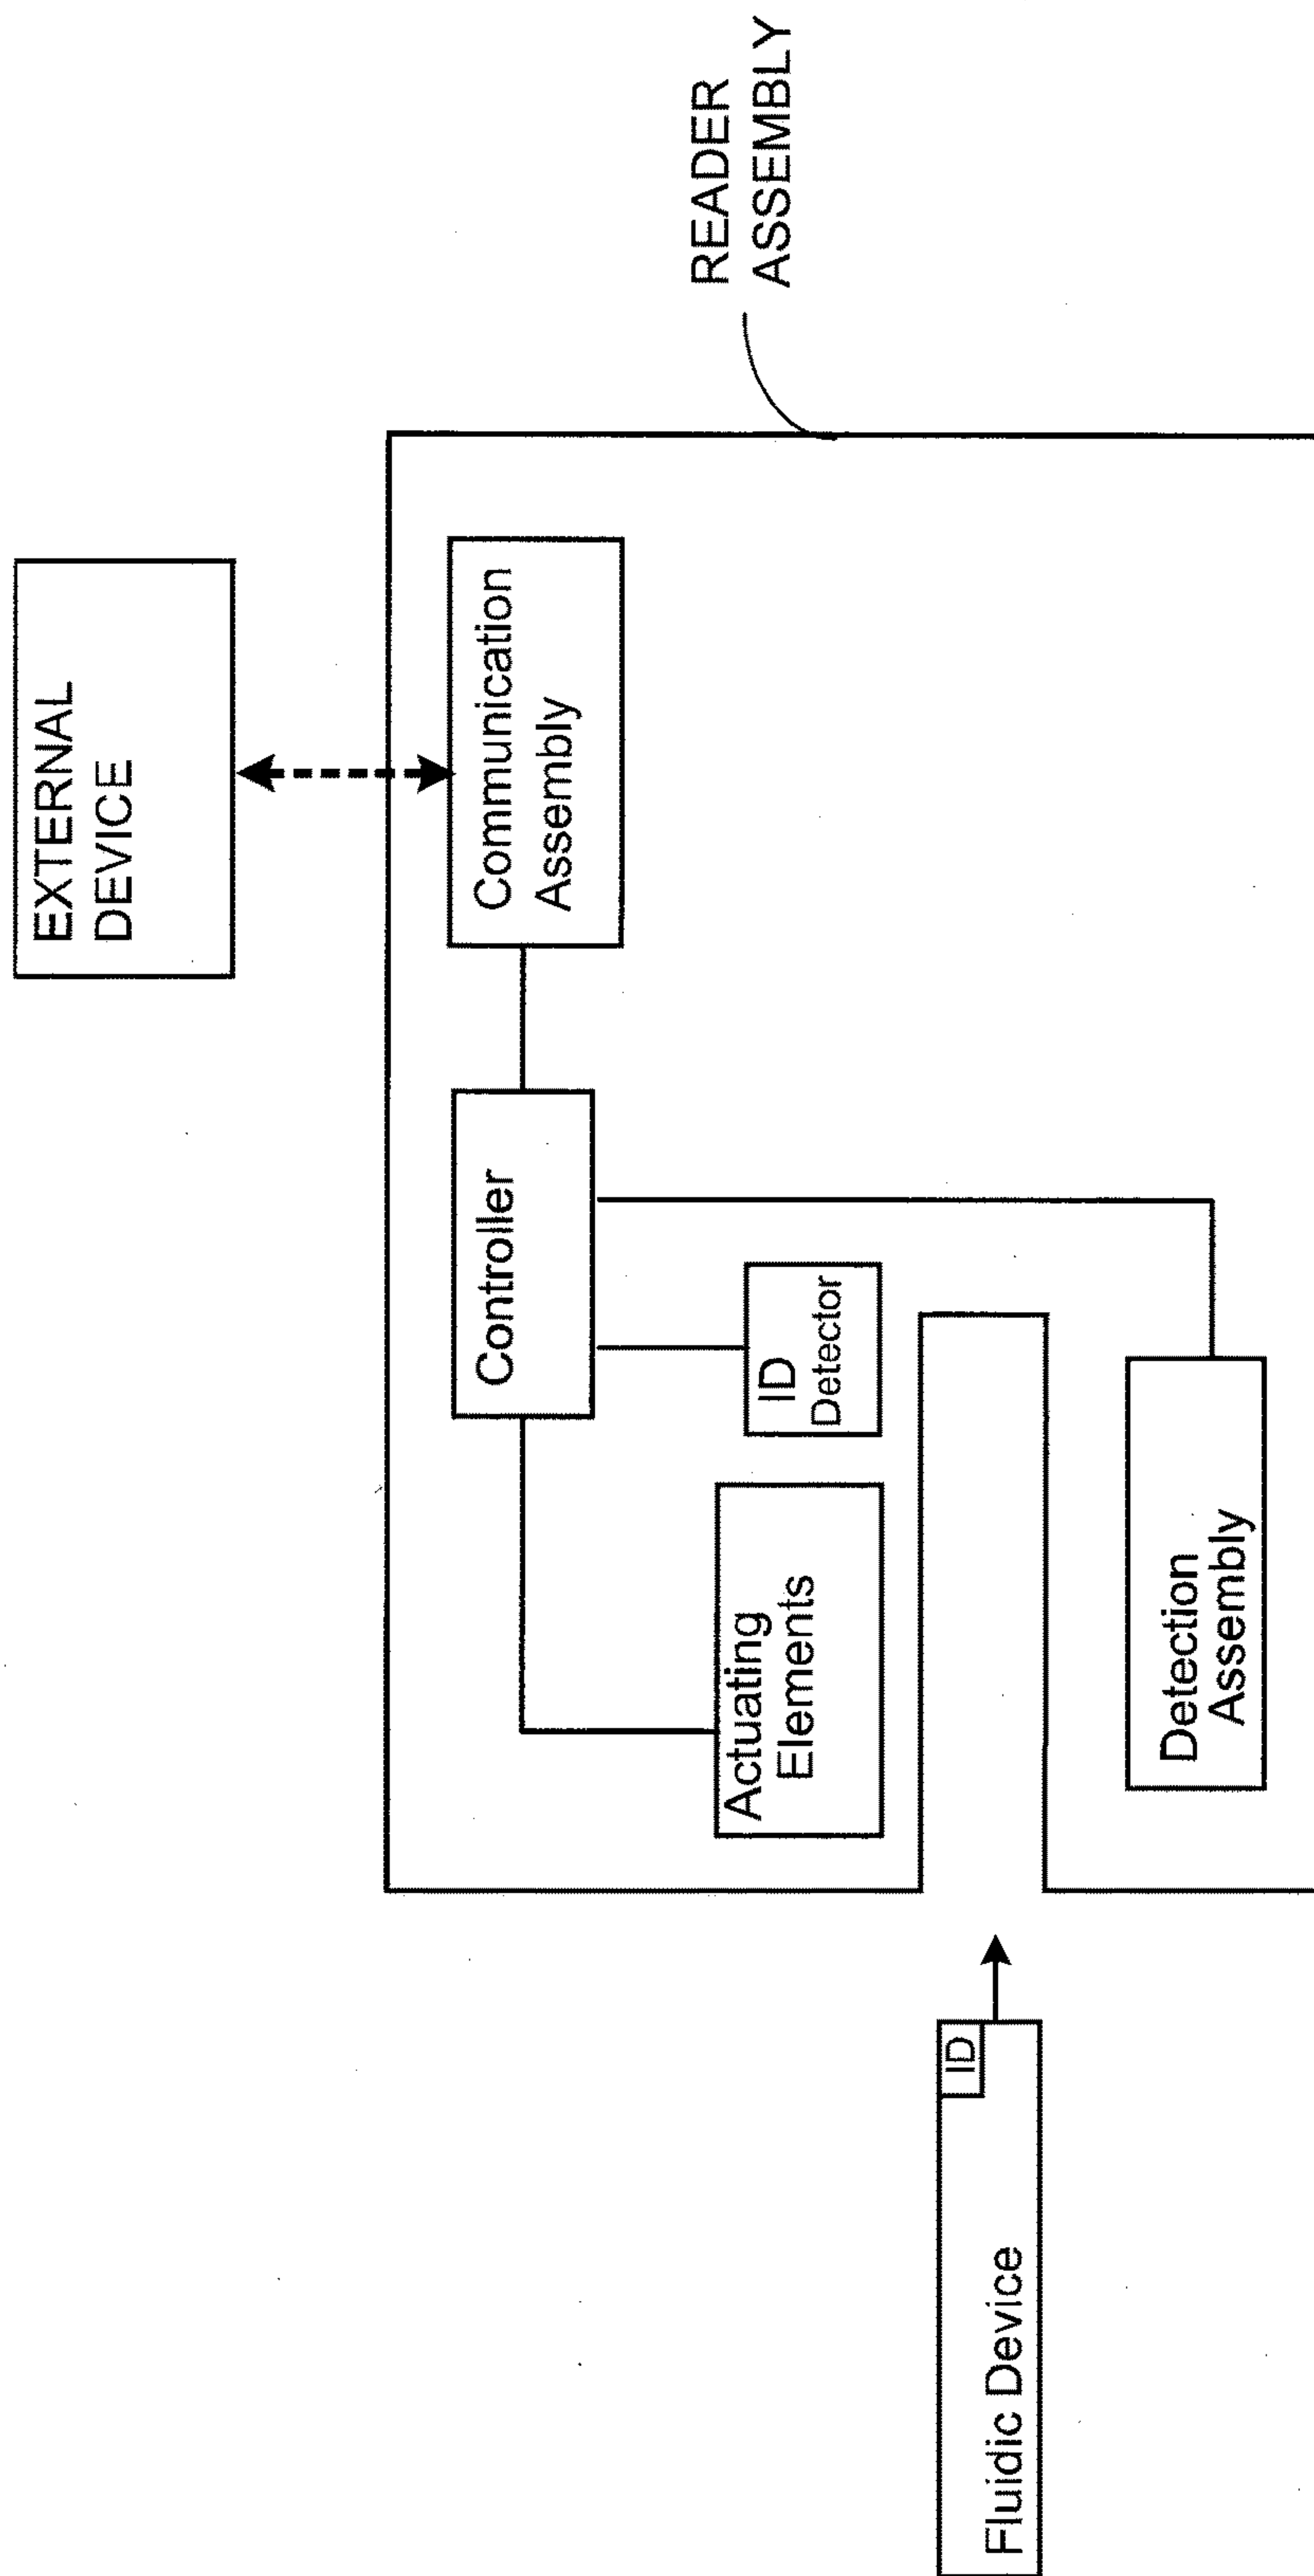 EXTERNAL
DEVICE
READER
ASSEMBLY
Communication
Assembly
Controller
ID
Detector
Actuating
Elements
Detection
Assembly
ID
Fluidic Device